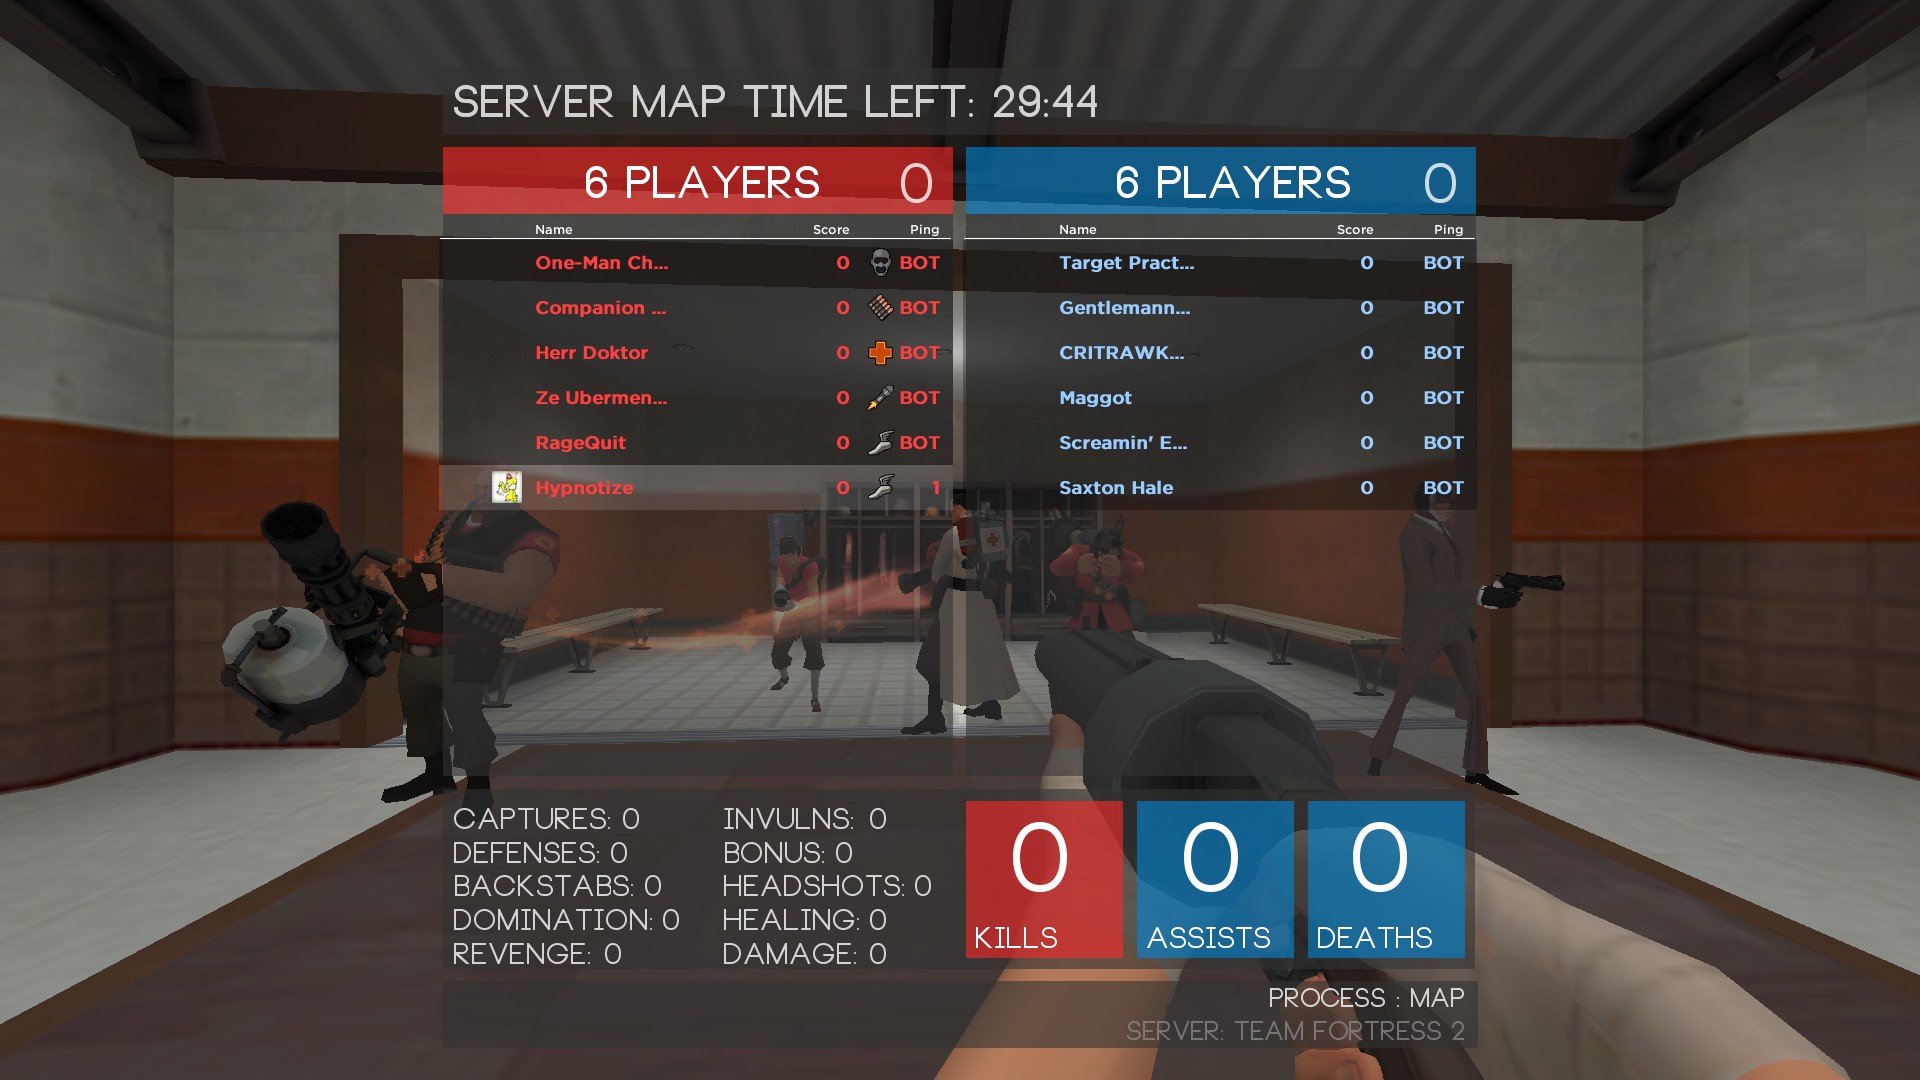 SERVER MAP TIME LEFT: 29:44
6 PLAYERS 0
Name Score Ping
One-Man Ch... 0 BOT
Companion ... 0 BOT
Herr Doktor 0 BOT
Ze Ubermen... 0 BOT
RageQuit 0 BOT
Hypnotize 0 1
6 PLAYERS 0
Name Score Ping
Target Pract... 0 BOT
Gentlemann... 0 BOT
CRITRAWK... 0 BOT
Maggot 0 BOT
Screamin' E... 0 BOT
Saxton Hale 0 BOT
CAPTURES: 0
DEFENSES: 0
BACKSTABS: 0
DOMINATION: 0
REVENGE: 0
INVULNS: 0
BONUS: 0
HEADSHOTS: 0
HEALING: 0
DAMAGE: 0
0
KILLS
0
ASSISTS
0
DEATHS
PROCESS : MAP
SERVER: TEAM FORTRESS 2